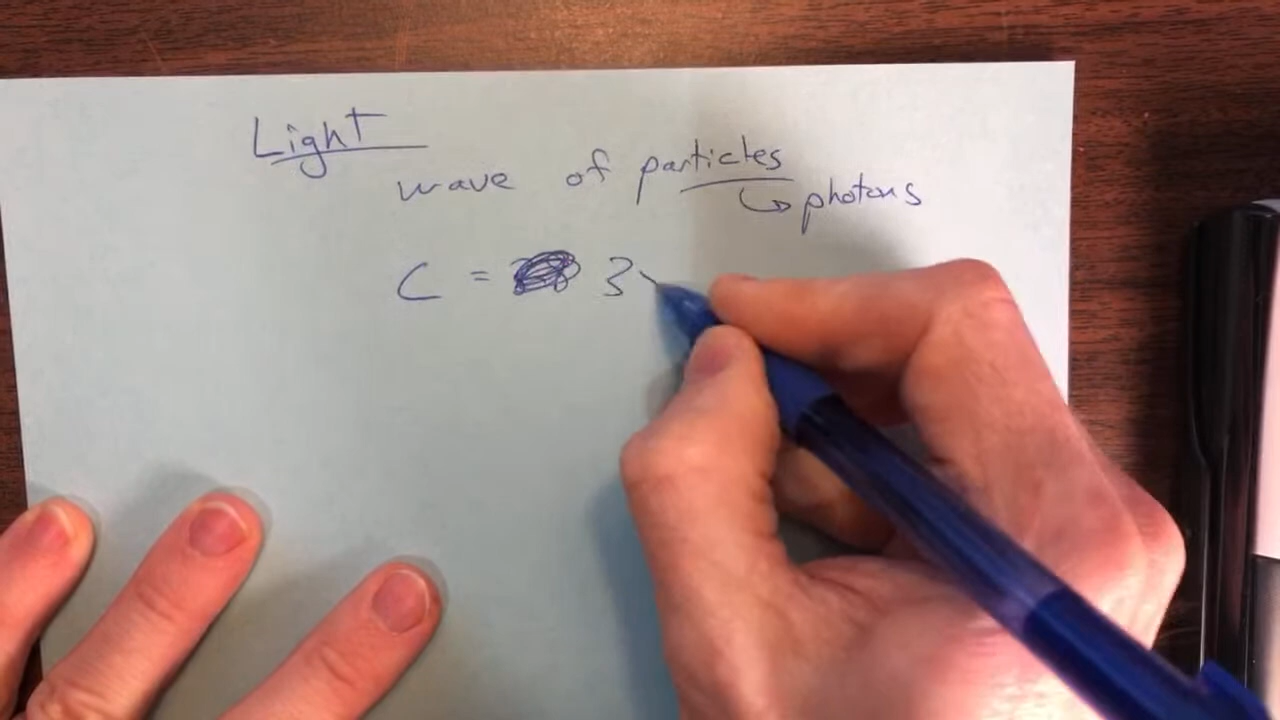 Light
wave of particles
↳ photons
C = 3